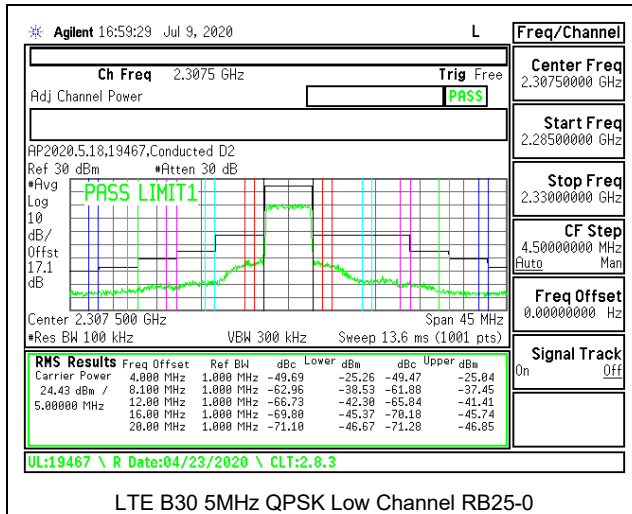 Agilent 16:59:29 Jul 9, 2020 L
Freq/Channel
Ch Freq 2.3075 GHz Trig Free
Adj Channel Power PASS
AP2020.5.18,19467,Conducted D2
Ref 30 dBm #Atten 30 dB
#Avg
Log
10
dB/
Offst
17.1
dB
PASS LIMIT1
Center 2.307 500 GHz Span 45 MHz
#Res BW 100 kHz VBW 300 kHz Sweep 13.6 ms (1001 pts)
RMS Results Freq Offset Ref BW dBc Lower dBm dBc Upper dBm
Carrier Power 4.000 MHz 1.000 MHz -49.69 -25.26 -49.47 -25.04
24.43 dBm / 8.100 MHz 1.000 MHz -62.96 -38.53 -61.88 -37.45
5.00000 MHz 12.00 MHz 1.000 MHz -66.73 -42.30 -65.84 -41.41
16.00 MHz 1.000 MHz -69.80 -45.37 -70.18 -45.74
20.00 MHz 1.000 MHz -71.10 -46.67 -71.28 -46.85
UL:19467 \ R Date:04/23/2020 \ CLT:2.8.3
Center Freq
2.30750000 GHz
Start Freq
2.28500000 GHz
Stop Freq
2.33000000 GHz
CF Step
4.50000000 MHz
Auto Man
Freq Offset
0.00000000 Hz
Signal Track
On Off
LTE B30 5MHz QPSK Low Channel RB25-0